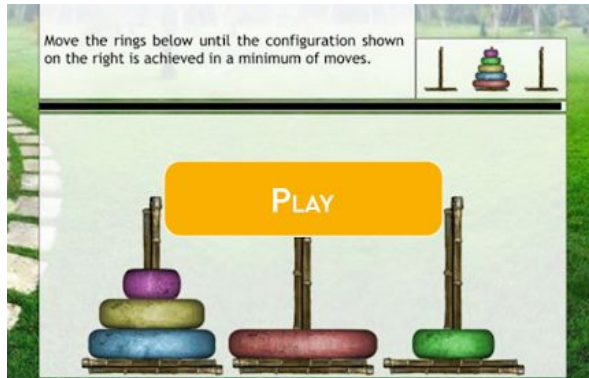 Move the rings below until the configuration shown
on the right is achieved in a minimum of moves.
PLAY